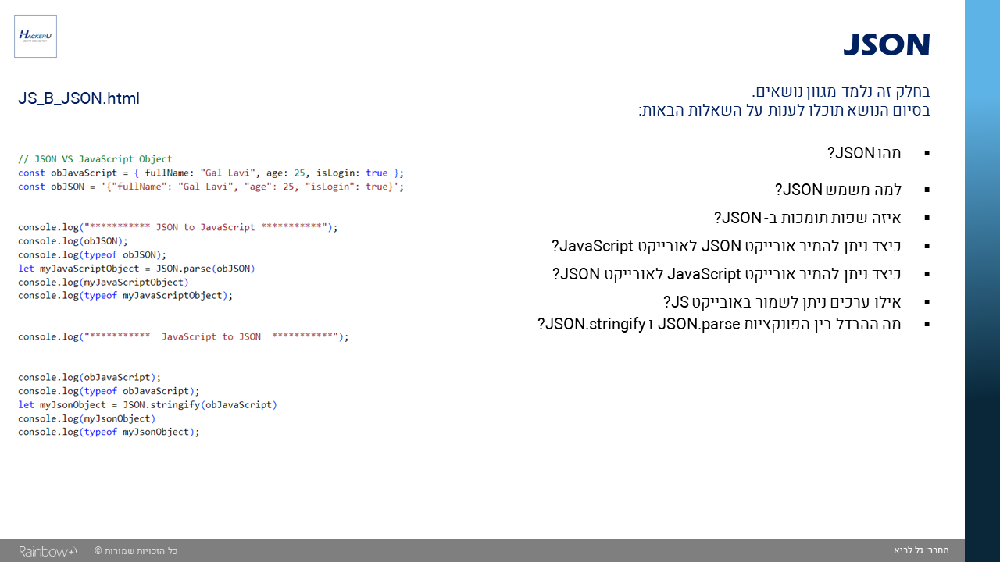 HACKERU
JSON
בחלק זה נלמד מגוון נושאים.
בסיום הנושא תוכלו לענות על השאלות הבאות:
▪ מהו JSON?
▪ למה משמש JSON?
▪ איזה שפות תומכות ב- JSON?
▪ כיצד ניתן להמיר אובייקט JSON לאובייקט JavaScript?
▪ כיצד ניתן להמיר אובייקט JavaScript לאובייקט JSON?
▪ אילו ערכים ניתן לשמור באובייקט JS?
▪ מה ההבדל בין הפונקציות JSON.parse ו JSON.stringify?
JS_B_JSON.html
// JSON VS JavaScript Object
const obJavaScript = { fullName: "Gal Lavi", age: 25, isLogin: true };
const obJSON = '{"fullName": "Gal Lavi", "age": 25, "isLogin": true}';
console.log("*********** JSON to JavaScript ***********");
console.log(obJSON);
console.log(typeof obJSON);
let myJavaScriptObject = JSON.parse(obJSON)
console.log(myJavaScriptObject)
console.log(typeof myJavaScriptObject);
console.log("***********  JavaScript to JSON  ***********");
console.log(obJavaScript);
console.log(typeof obJavaScript);
let myJsonObject = JSON.stringify(obJavaScript)
console.log(myJsonObject)
console.log(typeof myJsonObject);
מחבר: גל לביא
כל הזכויות שמורות ©
Rainbow+